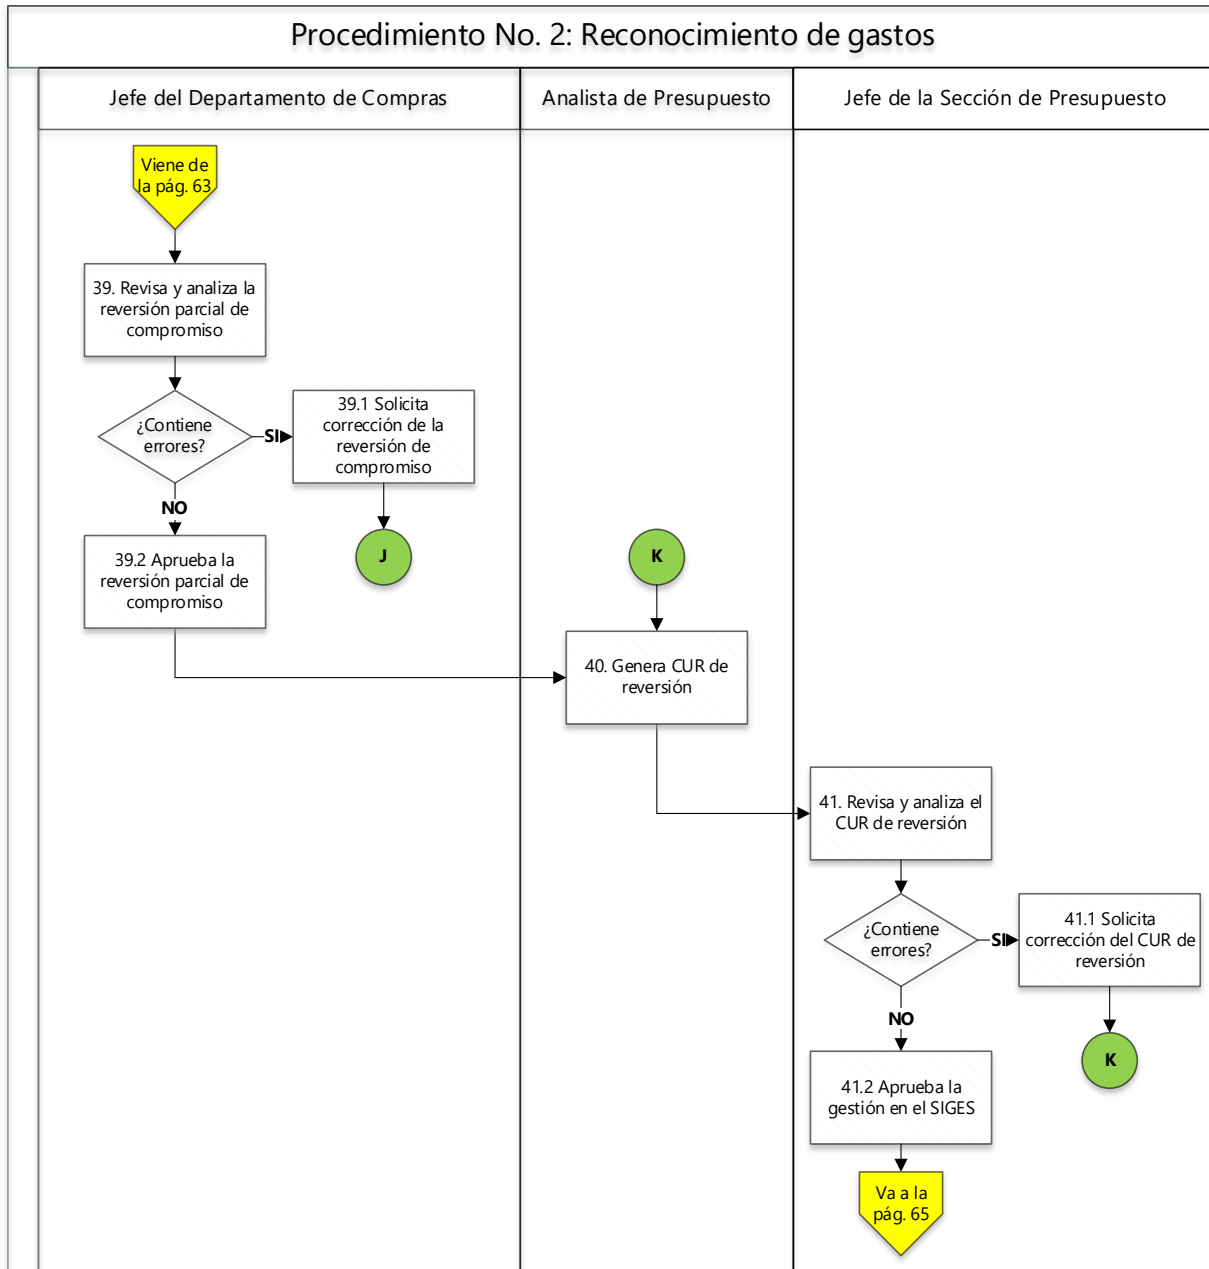 Procedimiento No. 2: Reconocimiento de gastos
Jefe del Departamento de Compras
Analista de Presupuesto
Jefe de la Sección de Presupuesto
Viene de
la pág. 63
39. Revisa y analiza la
reversión parcial de
compromiso
¿Contiene
errores?
SI
39.1 Solicita
corrección de la
reversión de
compromiso
NO
J
39.2 Aprueba la
reversión parcial de
compromiso
K
40. Genera CUR de
reversión
41. Revisa y analiza el
CUR de reversión
¿Contiene
errores?
SI
41.1 Solicita
corrección del CUR de
reversión
NO
K
41.2 Aprueba la
gestión en el SIGES
Va a la
pág. 65